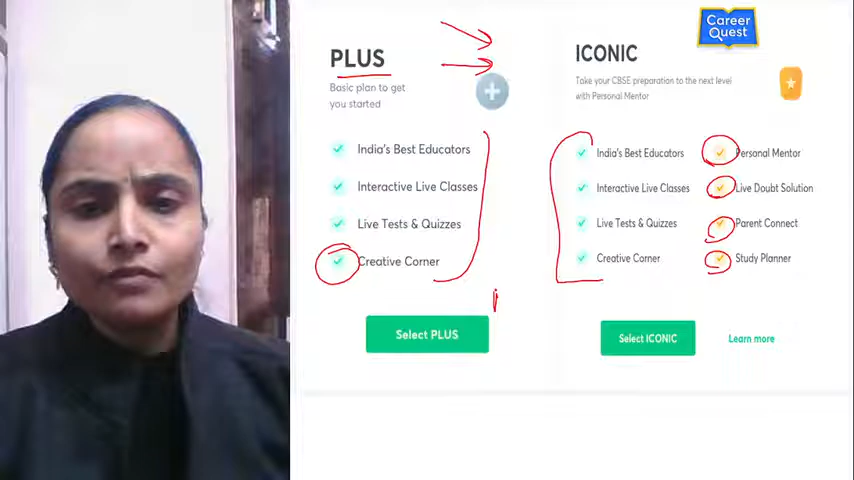 Career
Quest
PLUS
Basic plan to get
you started
India's Best Educators
Interactive Live Classes
Live Tests & Quizzes
Creative Corner
Select PLUS
ICONIC
Take your CBSE preparation to the next level
with Personal Mentor
India's Best Educators
Interactive Live Classes
Live Tests & Quizzes
Creative Corner
Personal Mentor
Live Doubt Solution
Parent Connect
Study Planner
Select ICONIC
Learn more